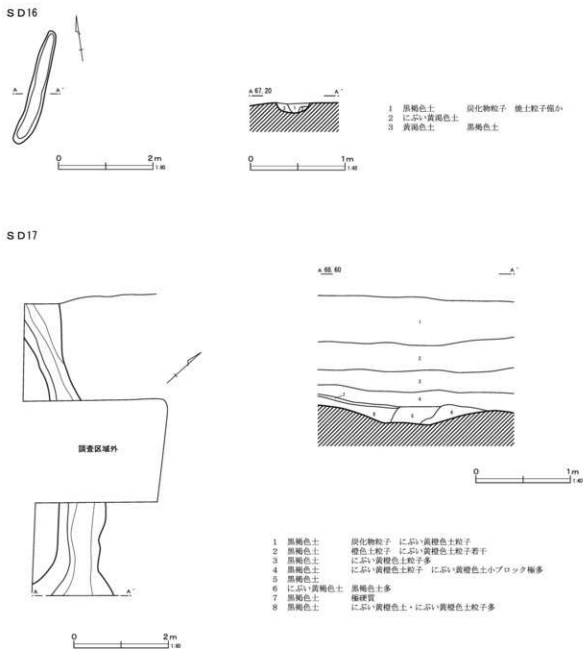 SD16
A A'
A 67.20 A'
2 1
1 黒褐色土 炭化物粒子 焼土粒子僅か
2 にぶい黄褐色土
3 黄褐色土 黒褐色土
0 2m
1:80
0 1m
1:40
SD17
A 68.60 A'
1
2
3
4
調査区域外
0 1m
1:40
1 黒褐色土 炭化物粒子 にぶい黄橙色土粒子
2 黒褐色土 橙色土粒子 にぶい黄橙色土粒子若干
3 黒褐色土 にぶい黄橙色土粒子多
4 黒褐色土 にぶい黄橙色土粒子 にぶい黄橙色土小ブロック極多
5 黒褐色土
6 にぶい黄褐色土 黒褐色土多
7 黒褐色土 極硬質
8 黒褐色土 にぶい黄橙色土・にぶい黄橙色土粒子多
A A'
0 2m
1:80